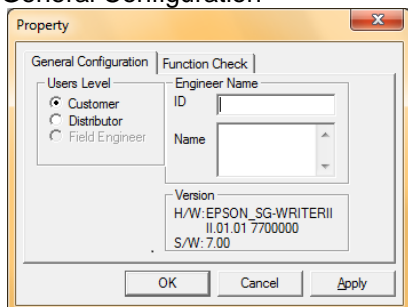 General Configuration
Property
General Configuration
Function Check
Users Level
Customer
Distributor
Field Engineer
Engineer Name
ID
Name
Version
H/W: EPSON_SG-WRITERII
II.01.01 7700000
S/W: 7.00
OK
Cancel
Apply